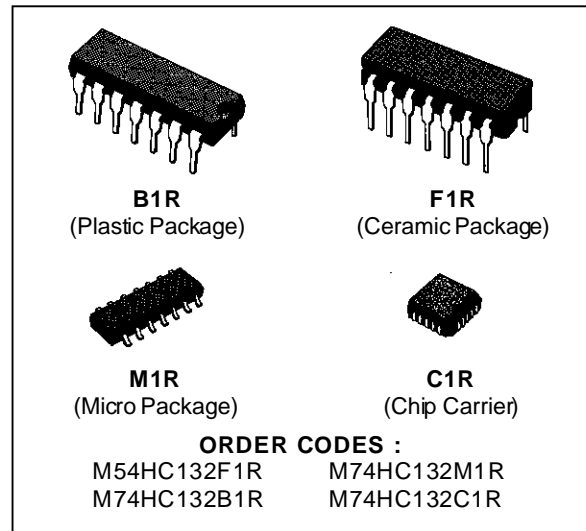 B1R
(Plastic Package)
F1R
(Ceramic Package)
M1R
(Micro Package)
C1R
(Chip Carrier)
ORDER CODES :
M54HC132F1R M74HC132M1R
M74HC132B1R M74HC132C1R